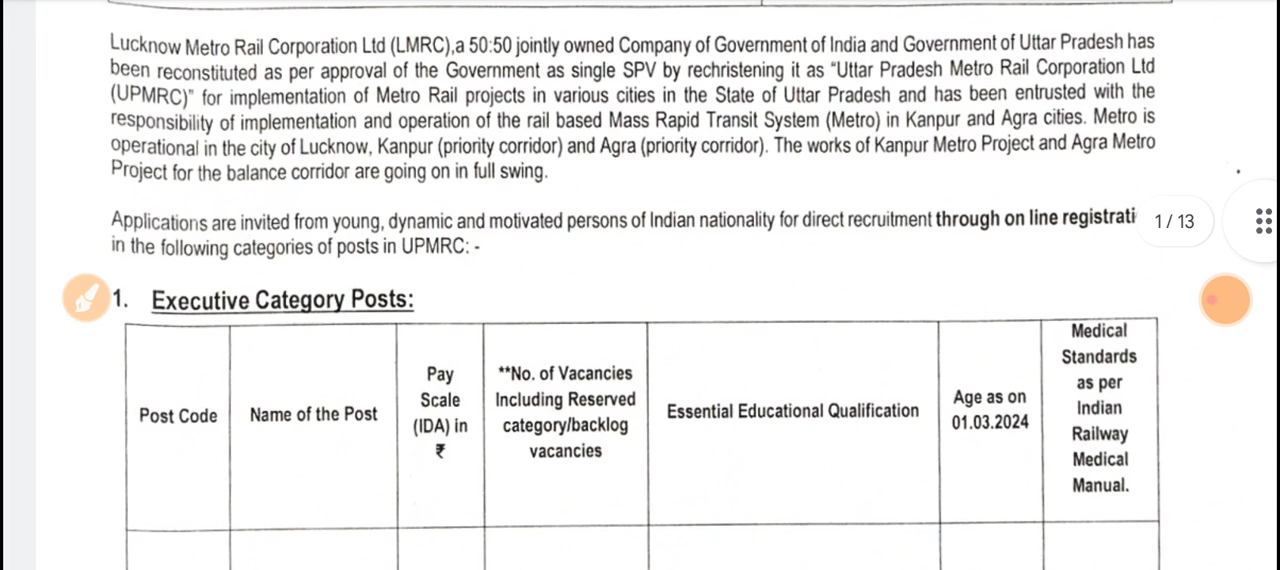 Lucknow Metro Rail Corporation Ltd (LMRC),a 50:50 jointly owned Company of Government of India and Government of Uttar Pradesh has
been reconstituted as per approval of the Government as single SPV by rechristening it as “Uttar Pradesh Metro Rail Corporation Ltd
(UPMRC)” for implementation of Metro Rail projects in various cities in the State of Uttar Pradesh and has been entrusted with the
responsibility of implementation and operation of the rail based Mass Rapid Transit System (Metro) in Kanpur and Agra cities. Metro is
operational in the city of Lucknow, Kanpur (priority corridor) and Agra (priority corridor). The works of Kanpur Metro Project and Agra Metro
Project for the balance corridor are going on in full swing.
Applications are invited from young, dynamic and motivated persons of Indian nationality for direct recruitment through on line registrati
1 / 13
in the following categories of posts in UPMRC: -
1. Executive Category Posts:
Post Code
Name of the Post
Pay
Scale
(IDA) in
₹
**No. of Vacancies
Including Reserved
category/backlog
vacancies
Essential Educational Qualification
Age as on
01.03.2024
Medical
Standards
as per
Indian
Railway
Medical
Manual.